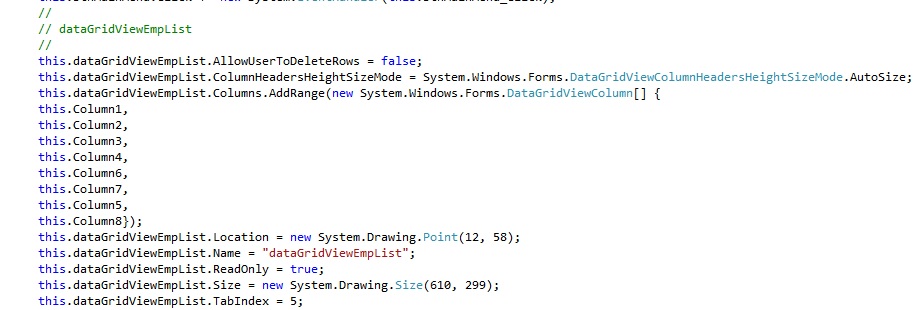 //
// dataGridViewEmpList
//
this.dataGridViewEmpList.AllowUserToDeleteRows = false;
this.dataGridViewEmpList.ColumnHeadersHeightSizeMode = System.Windows.Forms.DataGridViewColumnHeadersHeightSizeMode.AutoSize;
this.dataGridViewEmpList.Columns.AddRange(new System.Windows.Forms.DataGridViewColumn[] {
this.Column1,
this.Column2,
this.Column3,
this.Column4,
this.Column6,
this.Column7,
this.Column5,
this.Column8});
this.dataGridViewEmpList.Location = new System.Drawing.Point(12, 58);
this.dataGridViewEmpList.Name = "dataGridViewEmpList";
this.dataGridViewEmpList.ReadOnly = true;
this.dataGridViewEmpList.Size = new System.Drawing.Size(610, 299);
this.dataGridViewEmpList.TabIndex = 5;